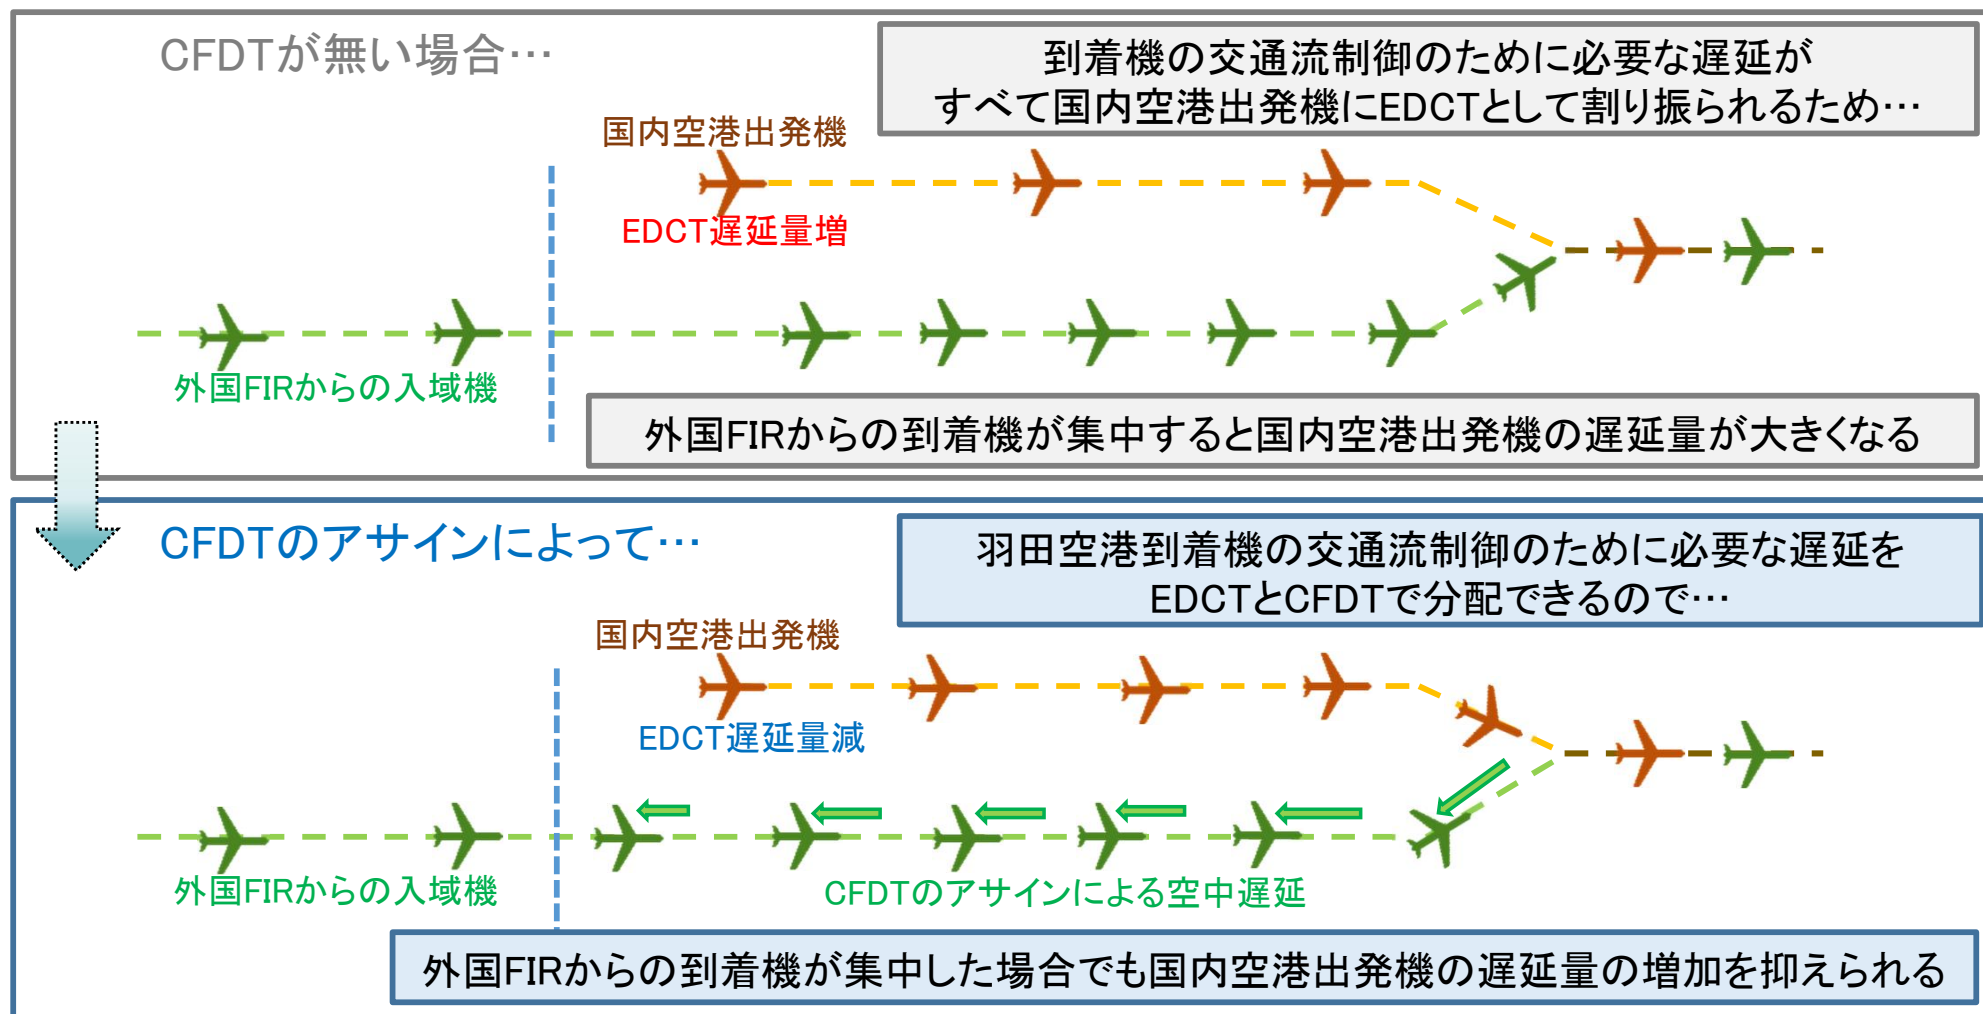 CFDTが無い場合…
到着機の交通流制御のために必要な遅延が
すべて国内空港出発機にEDCTとして割り振られるため…
国内空港出発機
EDCT遅延量増
外国FIRからの入域機
外国FIRからの到着機が集中すると国内空港出発機の遅延量が大きくなる
CFDTのアサインによって…
羽田空港到着機の交通流制御のために必要な遅延を
EDCTとCFDTで分配できるので…
国内空港出発機
EDCT遅延量減
外国FIRからの入域機
CFDTのアサインによる空中遅延
外国FIRからの到着機が集中した場合でも国内空港出発機の遅延量の増加を抑えられる